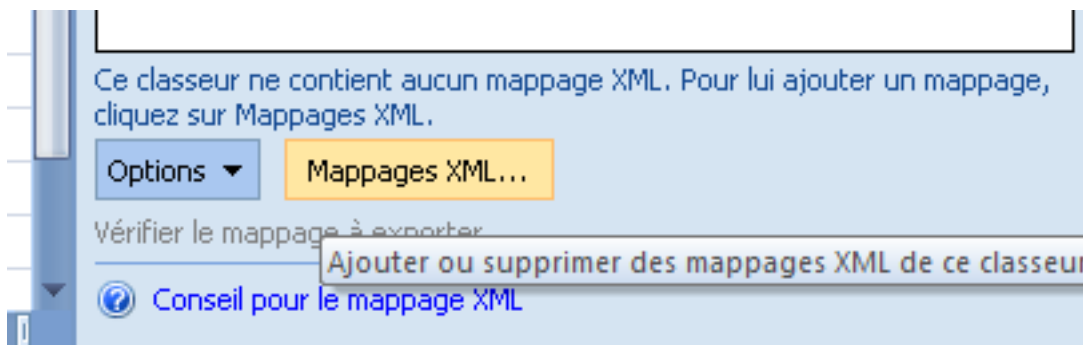 Ce classeur ne contient aucun mappage XML. Pour lui ajouter un mappage,
cliquez sur Mappages XML.
Options
Mappages XML...
Vérifier le mappage à exporter
Ajouter ou supprimer des mappages XML de ce classeur
Conseil pour le mappage XML